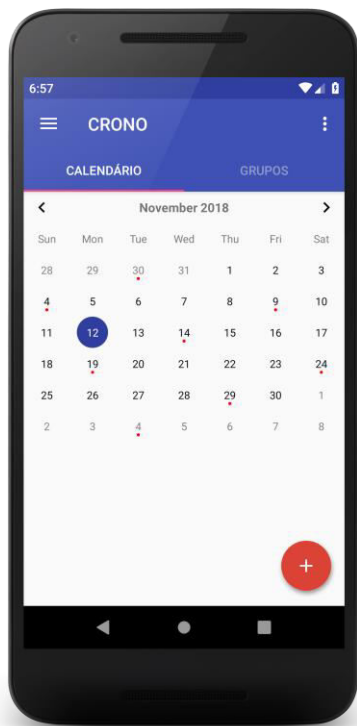 6:57
CRONO
CALENDÁRIO GRUPOS
November 2018
Sun Mon Tue Wed Thu Fri Sat
28 29 30 31 1 2 3
4 5 6 7 8 9 10
11 12 13 14 15 16 17
18 19 20 21 22 23 24
25 26 27 28 29 30 1
2 3 4 5 6 7 8